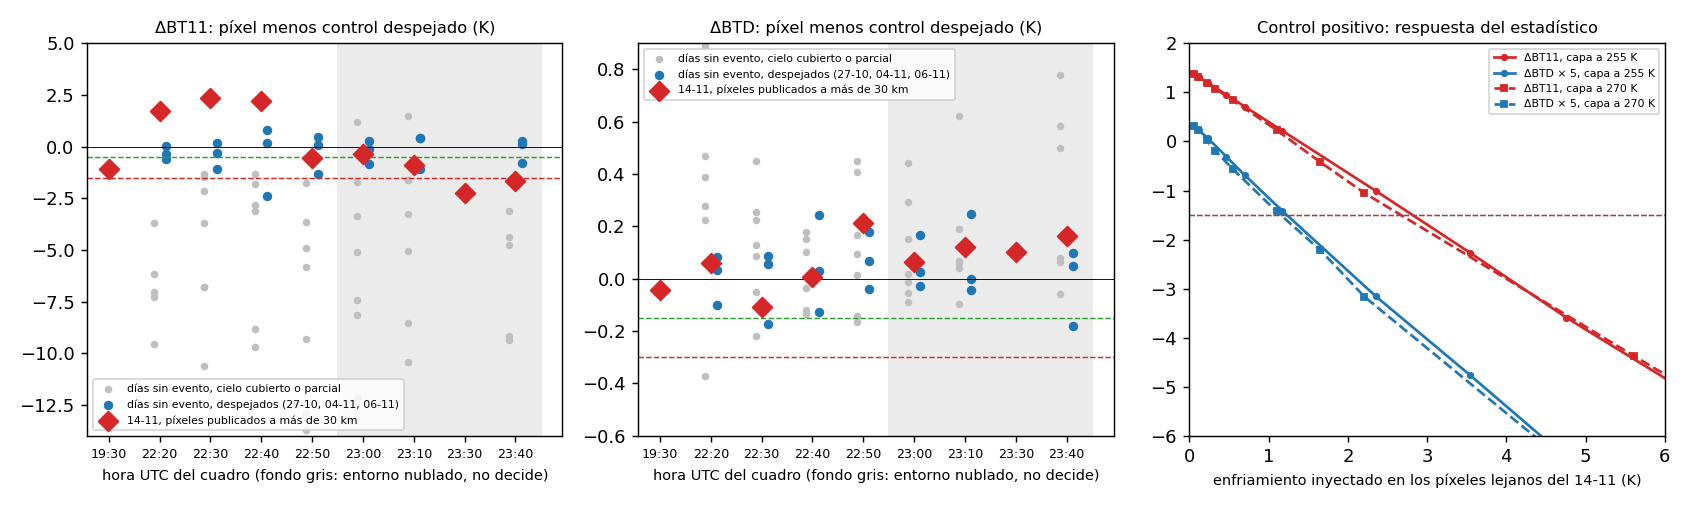 ΔBT11: píxel menos control despejado (K)
5.0
2.5
0.0
−2.5
−5.0
−7.5
−10.0
−12.5
días sin evento, cielo cubierto o parcial
días sin evento, despejados (27-10, 04-11, 06-11)
14-11, píxeles publicados a más de 30 km
19:30 22:20 22:30 22:40 22:50 23:00 23:10 23:30 23:40
hora UTC del cuadro (fondo gris: entorno nublado, no decide)
ΔBTD: píxel menos control despejado (K)
días sin evento, cielo cubierto o parcial
días sin evento, despejados (27-10, 04-11, 06-11)
14-11, píxeles publicados a más de 30 km
0.8
0.6
0.4
0.2
0.0
−0.2
−0.4
−0.6
19:30 22:20 22:30 22:40 22:50 23:00 23:10 23:30 23:40
hora UTC del cuadro (fondo gris: entorno nublado, no decide)
Control positivo: respuesta del estadístico
ΔBT11, capa a 255 K
ΔBTD × 5, capa a 255 K
ΔBT11, capa a 270 K
ΔBTD × 5, capa a 270 K
2
1
0
−1
−2
−3
−4
−5
−6
0 1 2 3 4 5 6
enfriamiento inyectado en los píxeles lejanos del 14-11 (K)